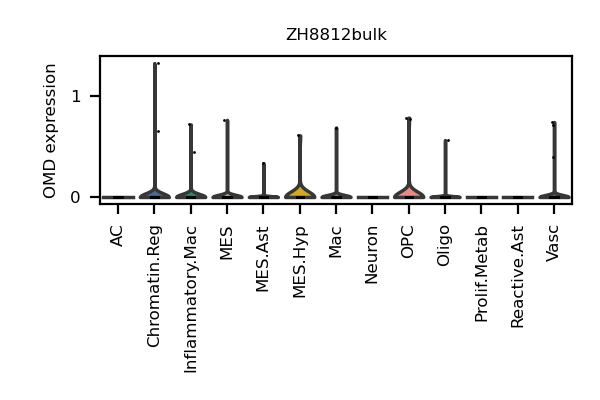 ZH8812bulk
OMD expression
1
0
AC
Chromatin.Reg
Inflammatory.Mac
MES
MES.Ast
MES.Hyp
Mac
Neuron
OPC
Oligo
Prolif.Metab
Reactive.Ast
Vasc